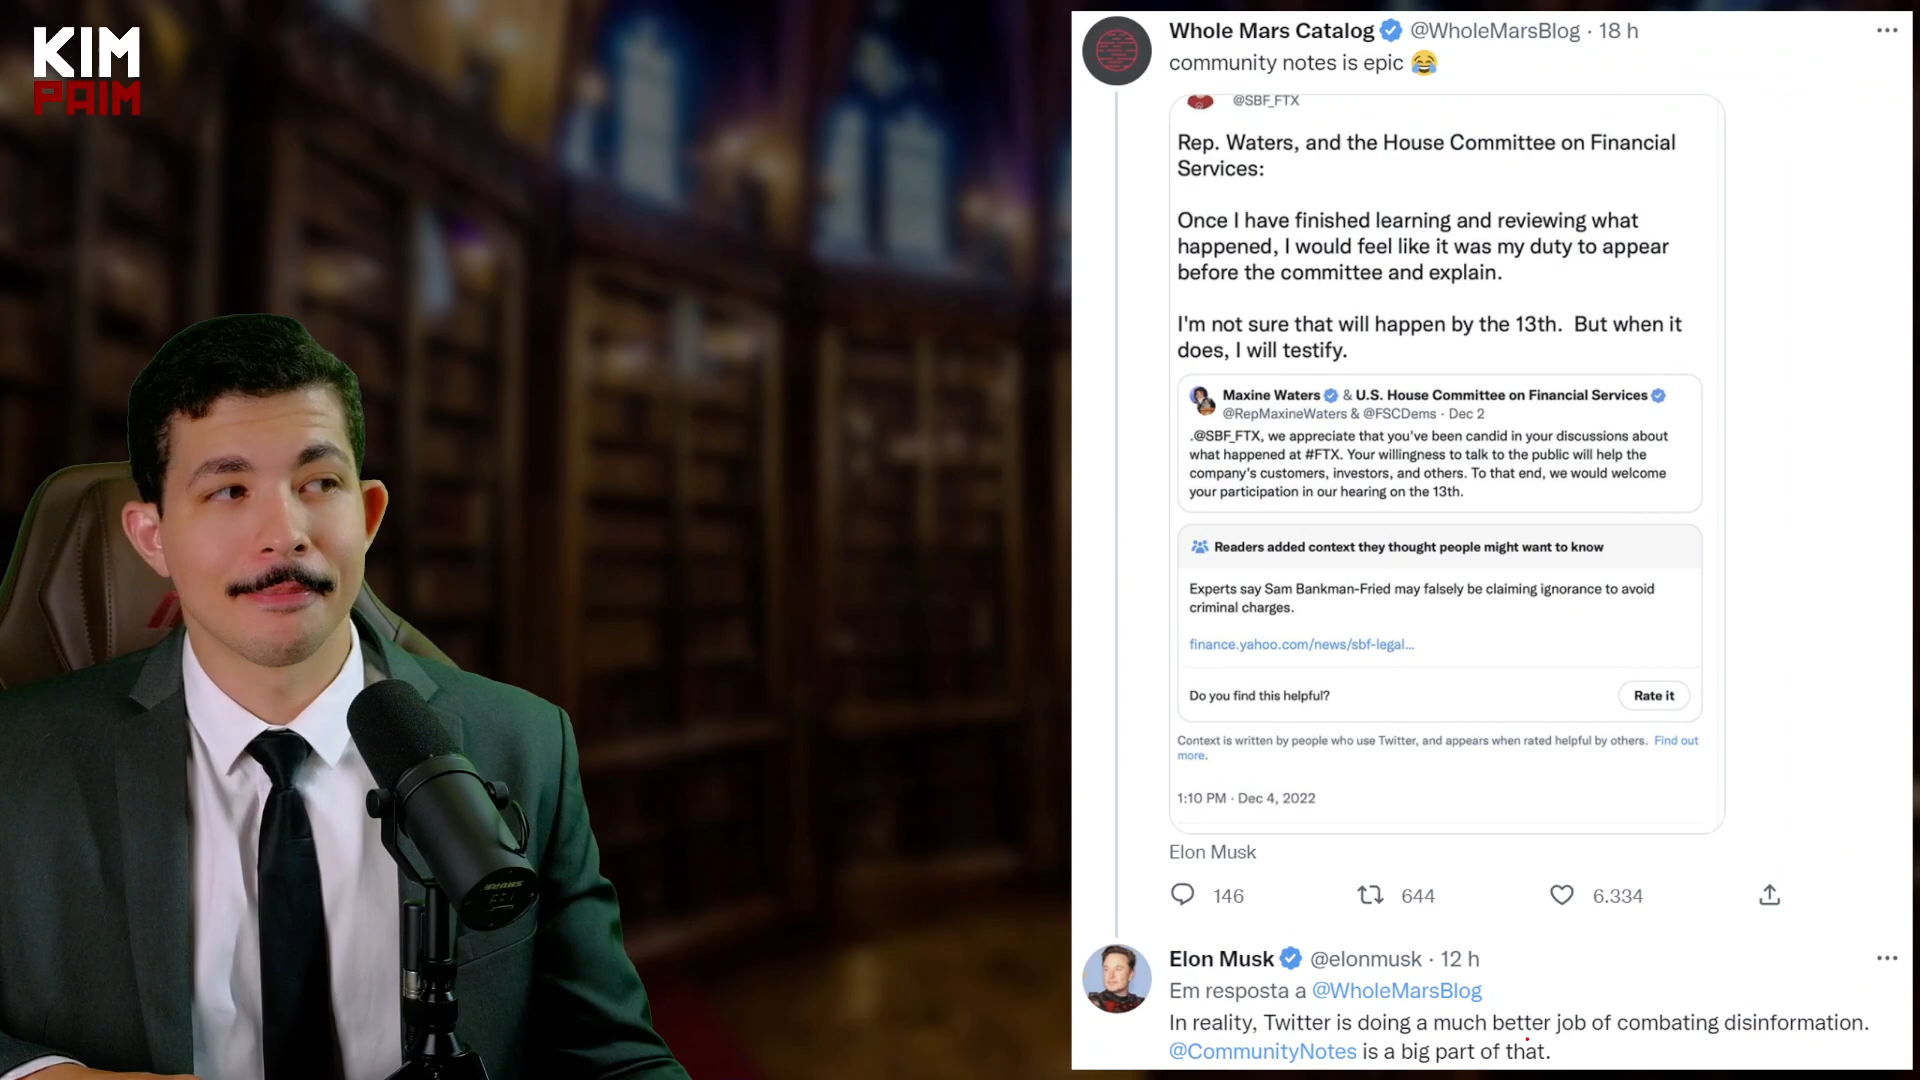 KIM
PAIM
Whole Mars Catalog @WholeMarsBlog · 18 h
community notes is epic 😂
@SBF_FTX
Rep. Waters, and the House Committee on Financial
Services:
Once I have finished learning and reviewing what
happened, I would feel like it was my duty to appear
before the committee and explain.
I'm not sure that will happen by the 13th.  But when it
does, I will testify.
Maxine Waters & U.S. House Committee on Financial Services
@RepMaxineWaters & @FSCDems · Dec 2
.@SBF_FTX, we appreciate that you've been candid in your discussions about
what happened at #FTX. Your willingness to talk to the public will help the
company's customers, investors, and others. To that end, we would welcome
your participation in our hearing on the 13th.
Readers added context they thought people might want to know
Experts say Sam Bankman-Fried may falsely be claiming ignorance to avoid
criminal charges.
finance.yahoo.com/news/sbf-legal...
Do you find this helpful?
Rate it
Context is written by people who use Twitter, and appears when rated helpful by others. Find out
more.
1:10 PM · Dec 4, 2022
Elon Musk
146
644
6.334
Elon Musk @elonmusk · 12 h
Em resposta a @WholeMarsBlog
In reality, Twitter is doing a much better job of combating disinformation.
@CommunityNotes is a big part of that.
SHURE